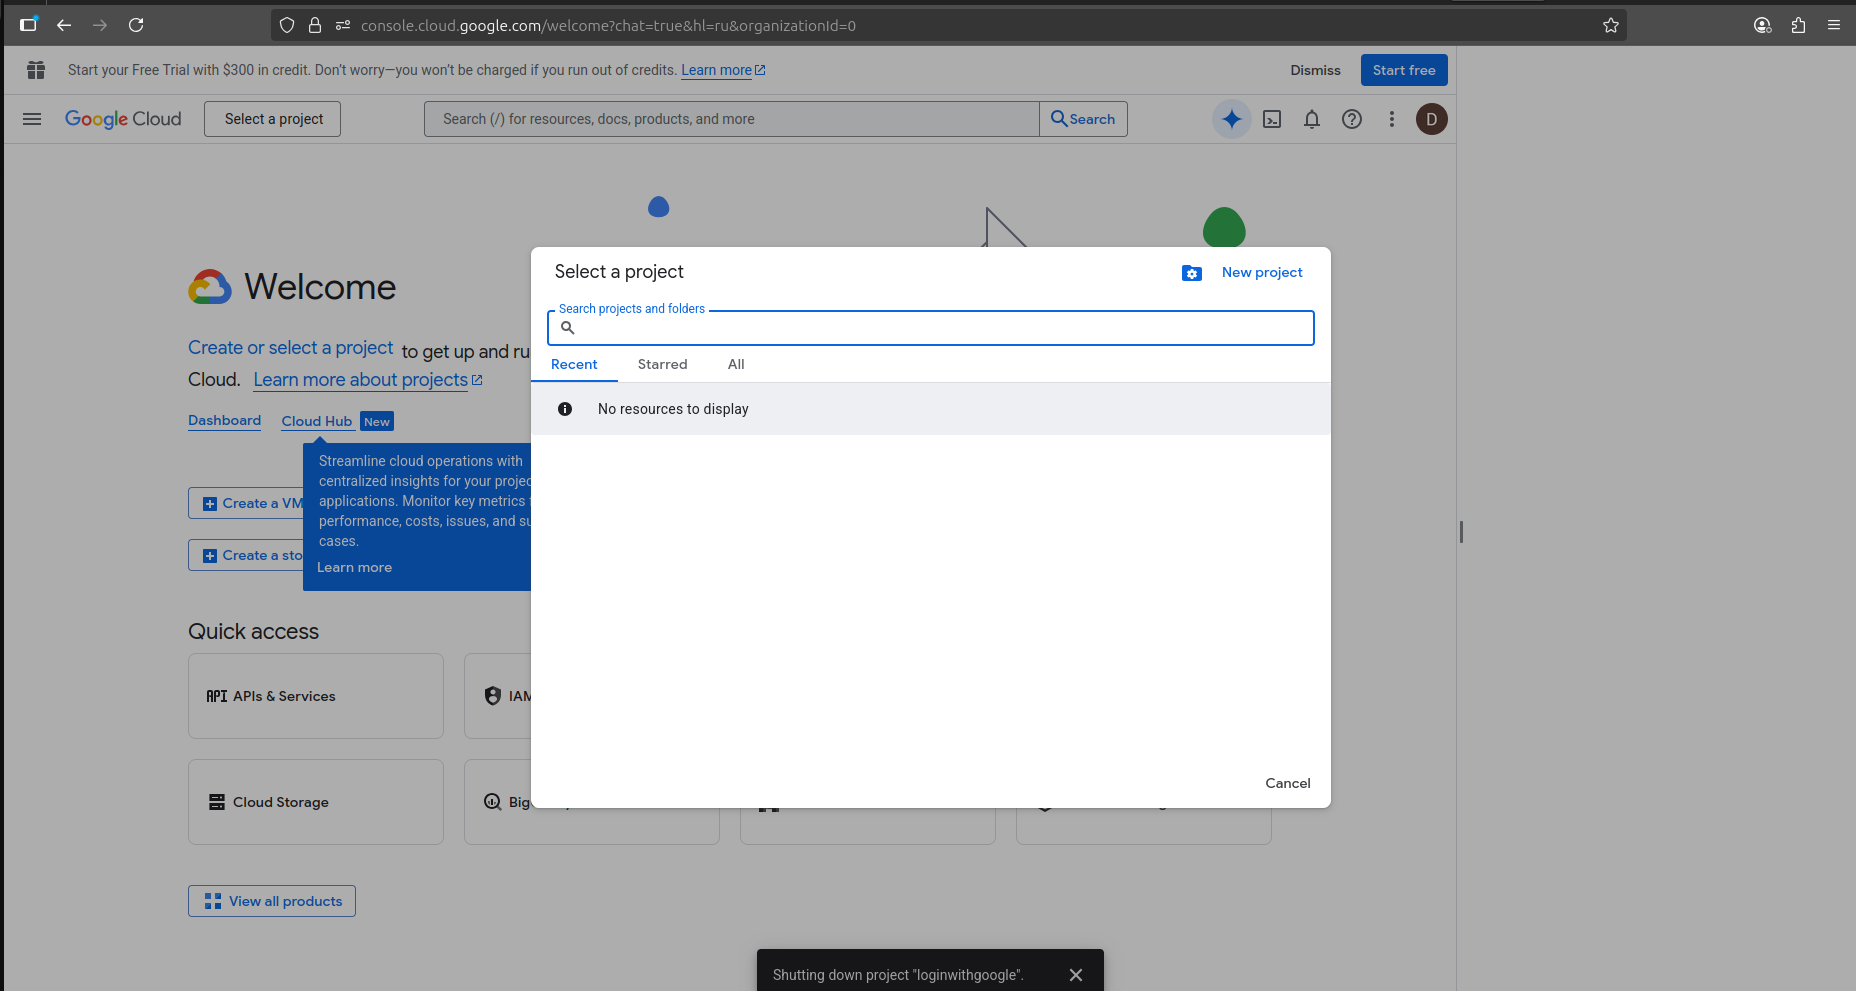 console.cloud.google.com/welcome?chat=true&hl=ru&organizationId=0
Start your Free Trial with $300 in credit. Don't worry—you won't be charged if you run out of credits. Learn more
Dismiss
Start free
Google Cloud
Select a project
Search (/) for resources, docs, products, and more
Search
D
Welcome
Create or select a project to get up and ru
Cloud. Learn more about projects
Dashboard
Cloud Hub New
Streamline cloud operations with
centralized insights for your projec
applications. Monitor key metrics
performance, costs, issues, and su
cases.
Learn more
Create a VM
Create a sto
Quick access
API APIs & Services
IAM
Cloud Storage
Big
View all products
Select a project
New project
Search projects and folders
Recent
Starred
All
No resources to display
Cancel
Shutting down project "loginwithgoogle".